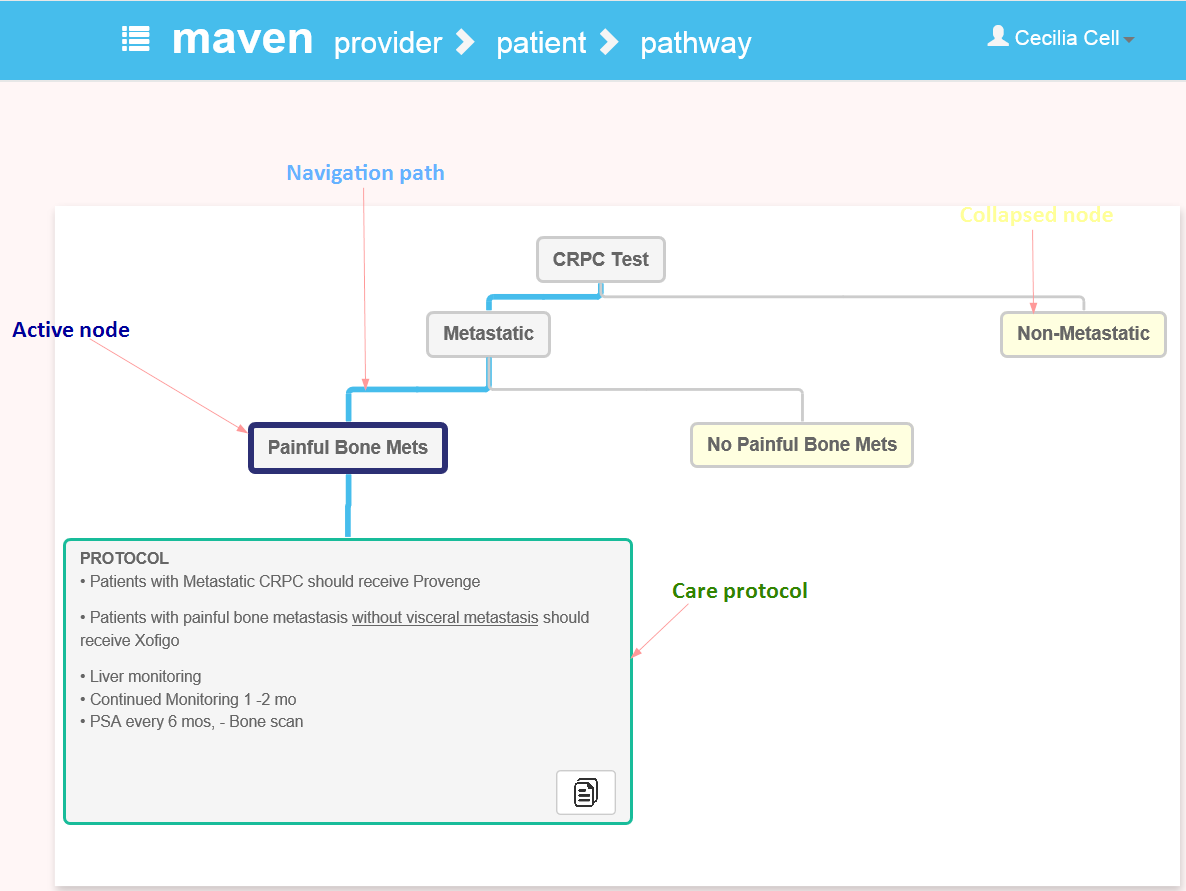 maven provider patient pathway Cecilia Cell
Navigation path
Collapsed node
CRPC Test
Active node
Metastatic
Non-Metastatic
Painful Bone Mets
No Painful Bone Mets
PROTOCOL
• Patients with Metastatic CRPC should receive Provenge
• Patients with painful bone metastasis without visceral metastasis should
receive Xofigo
Care protocol
• Liver monitoring
• Continued Monitoring 1 -2 mo
• PSA every 6 mos, - Bone scan